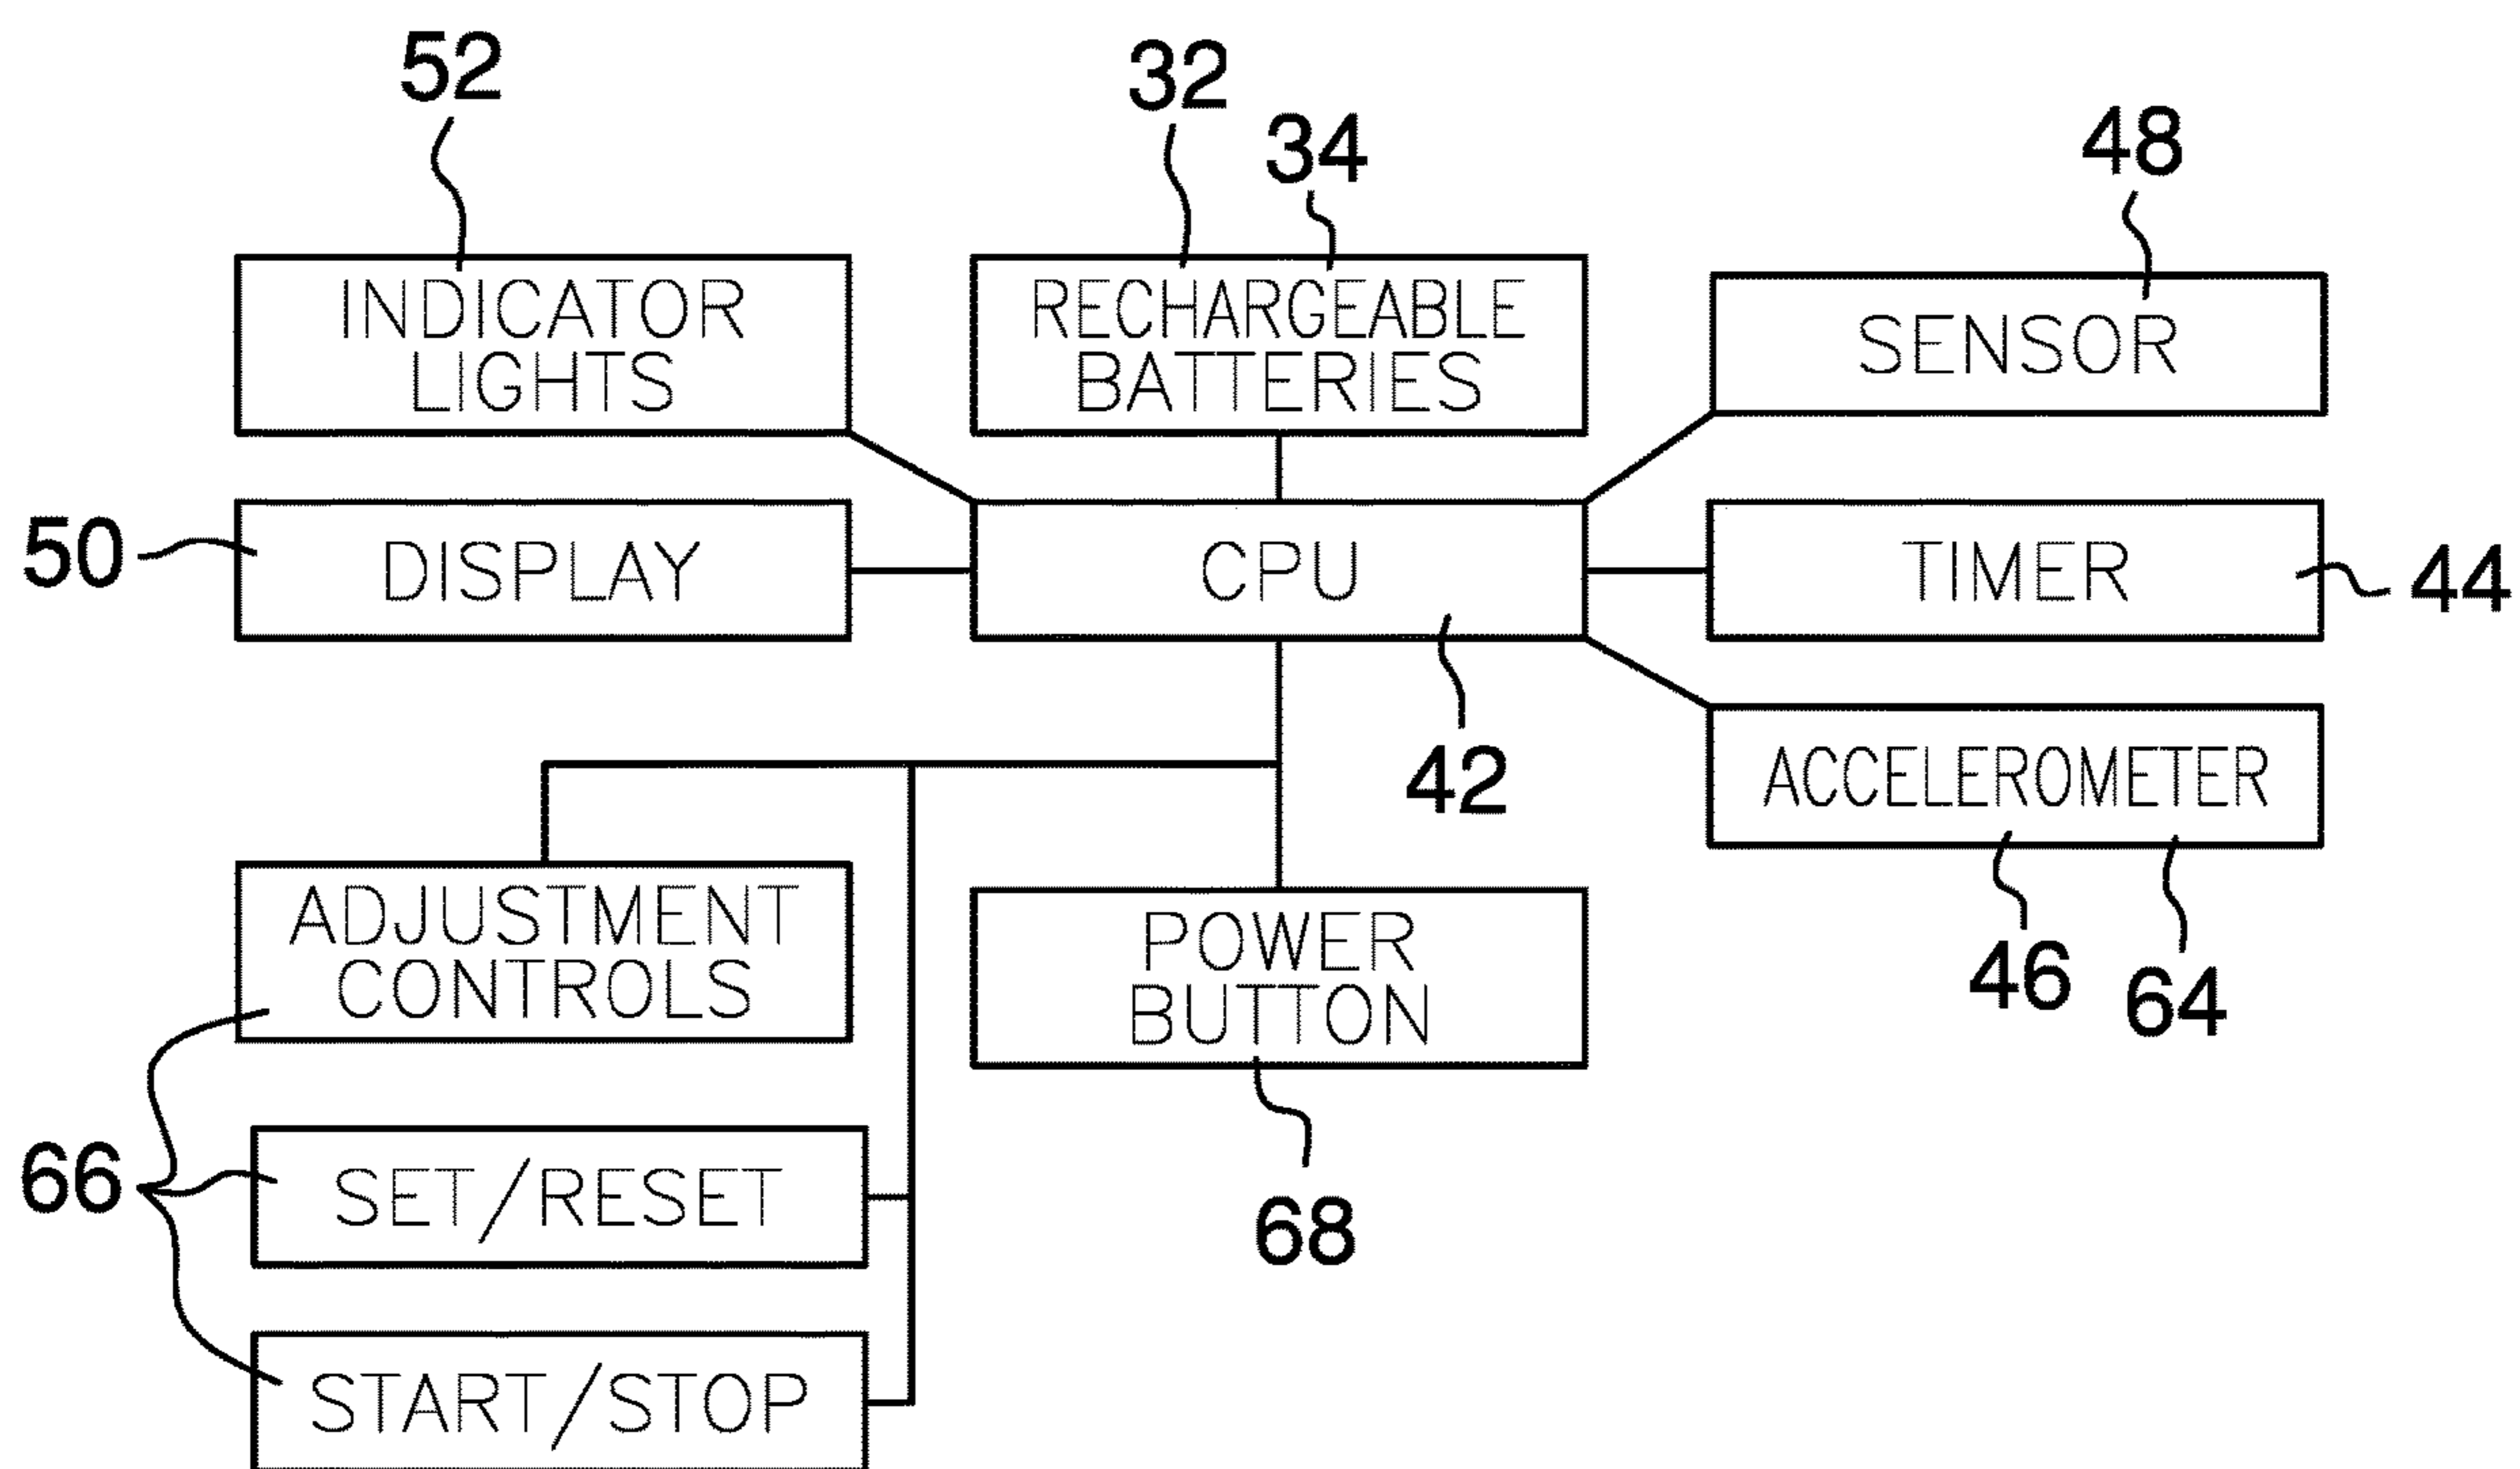 52
32
34
48
INDICATOR
LIGHTS
RECHARGEABLE
BATTERIES
SENSOR
50
DISPLAY
CPU
TIMER
44
42
ACCELEROMETER
46
64
ADJUSTMENT
CONTROLS
POWER
BUTTON
66
SET/RESET
68
START/STOP